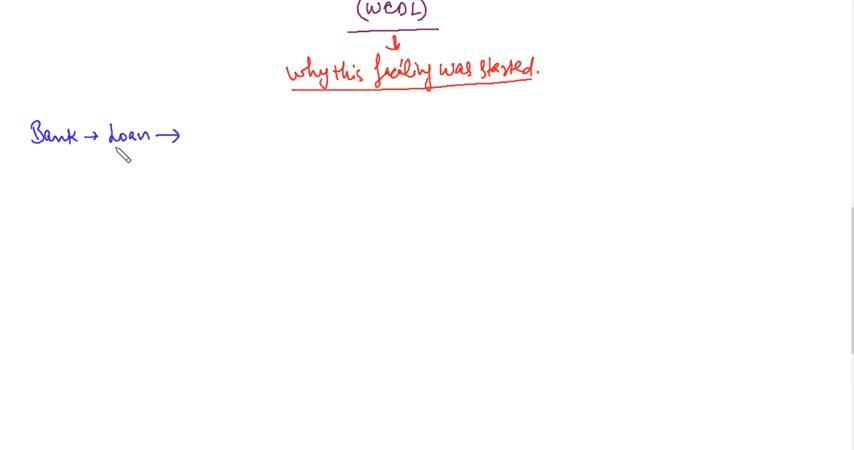 (WCDL)
↓
Why this facility was started.
Bank → Loan →